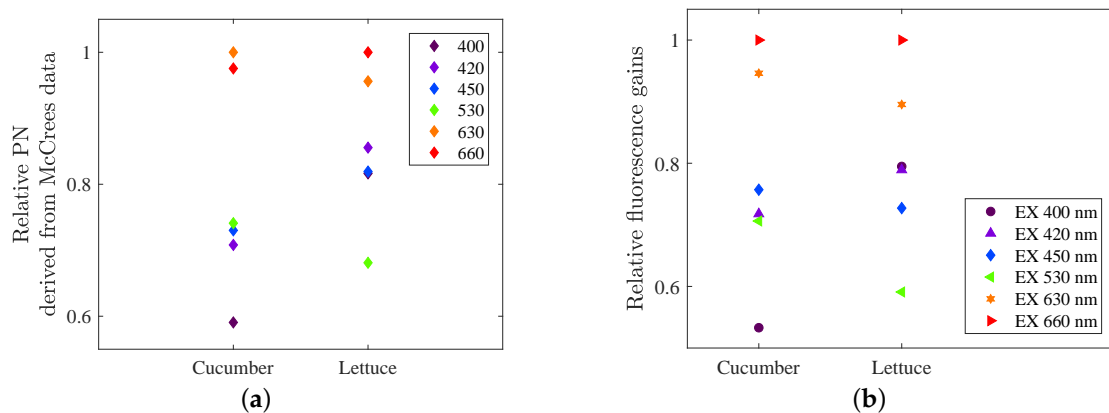 Relative PN
derived from McCrees data
1
0.8
0.6
400
420
450
530
630
660
Cucumber
Lettuce
(a)
Relative fluorescence gains
1
0.8
0.6
EX 400 nm
EX 420 nm
EX 450 nm
EX 530 nm
EX 630 nm
EX 660 nm
Cucumber
Lettuce
(b)